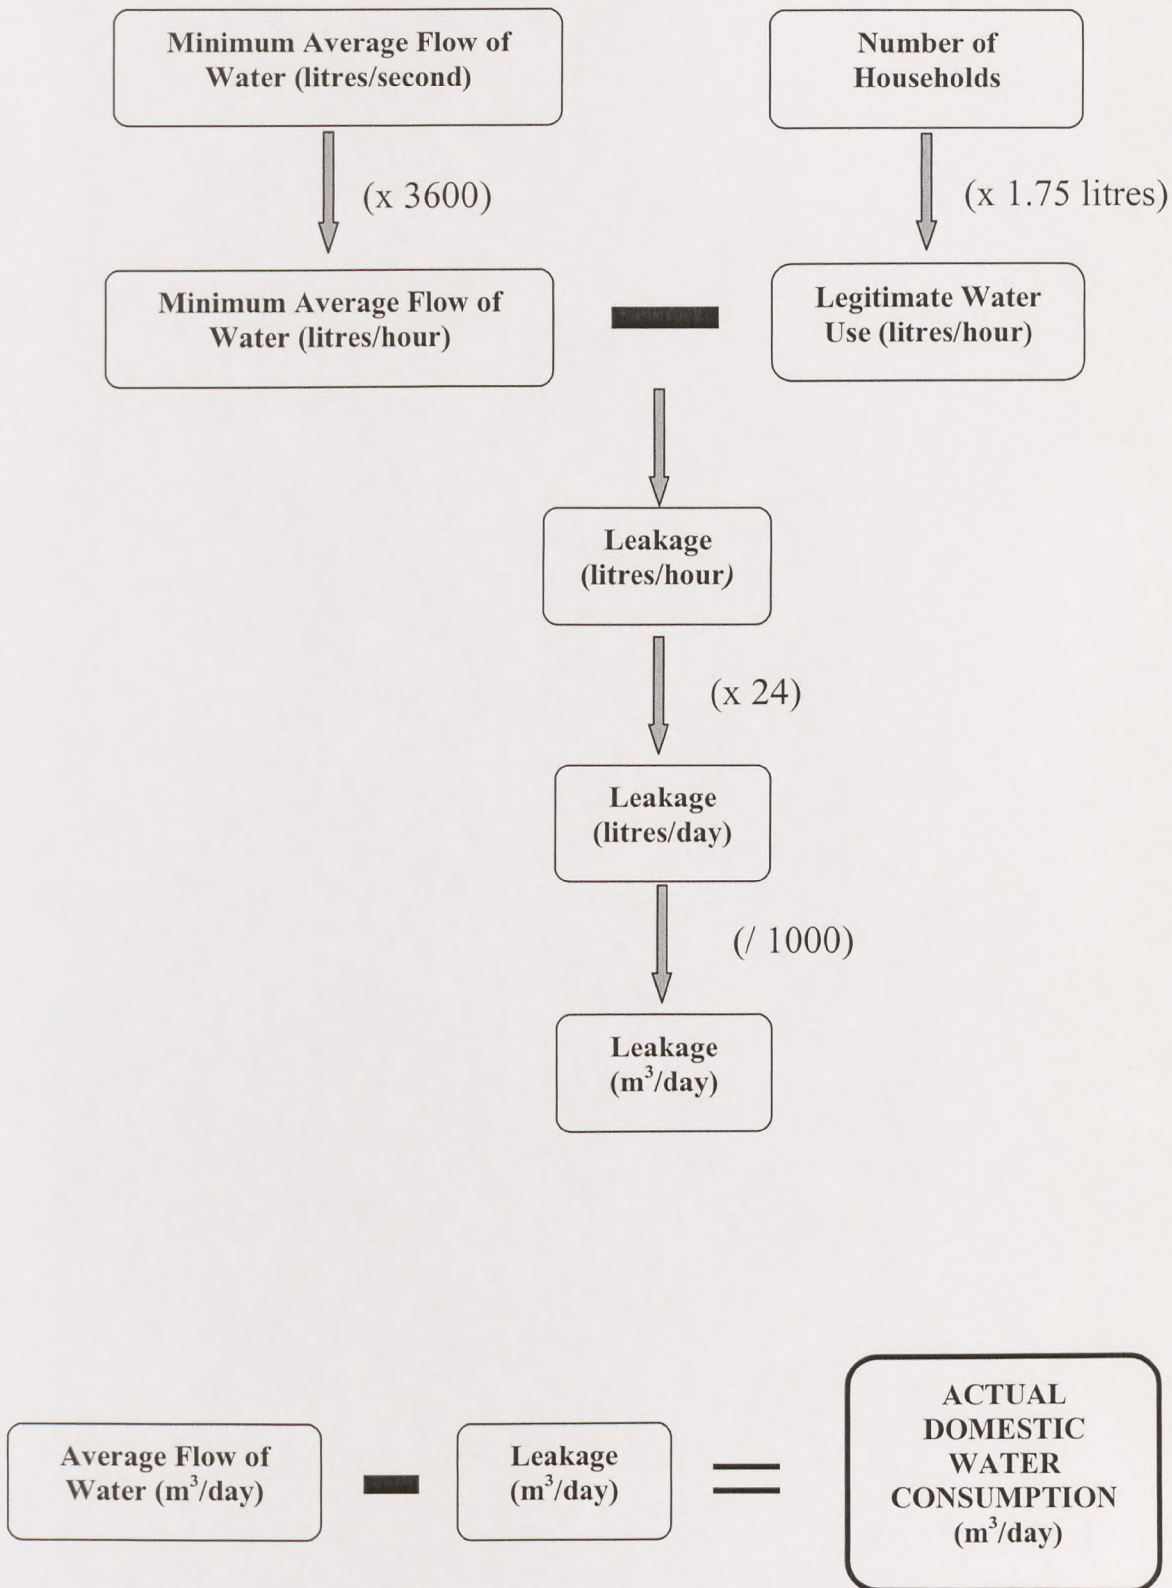 Minimum Average Flow of
Water (litres/second)
Number of
Households
(x 3600)
(x 1.75 litres)
Minimum Average Flow of
Water (litres/hour)
Legitimate Water
Use (litres/hour)
Leakage
(litres/hour)
(x 24)
Leakage
(litres/day)
(/ 1000)
Leakage
(m³/day)
Average Flow of
Water (m³/day)
Leakage
(m³/day)
ACTUAL
DOMESTIC
WATER
CONSUMPTION
(m³/day)